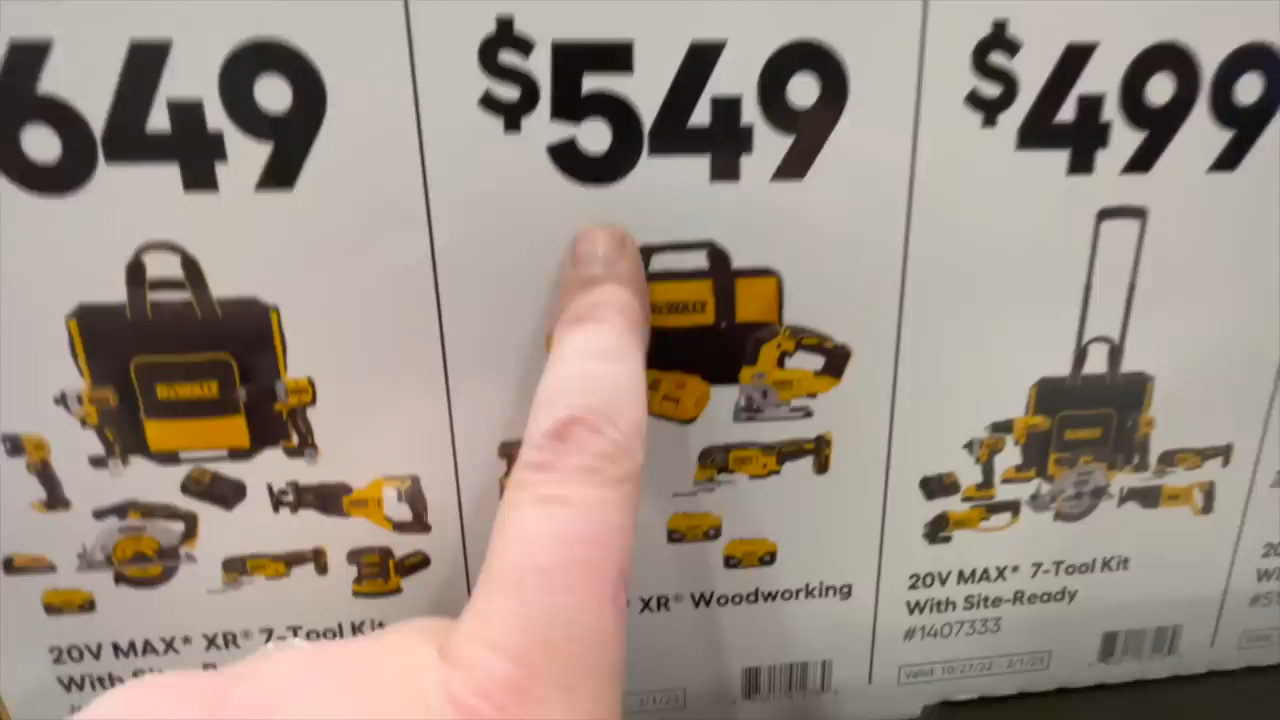 649
$549
$499
DEWALT
DEWALT
DEWALT
20V MAX* XR® 7-Tool Kit
With
XR® Woodworking
20V MAX* 7-Tool Kit
With Site-Ready
#1407333
Valid: 10/27/22 - 2/1/23